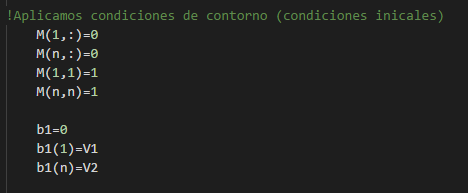 !Aplicamos condiciones de contorno (condiciones inicales)
M(1,:)=0
M(n,:)=0
M(1,1)=1
M(n,n)=1
b1=0
b1(1)=V1
b1(n)=V2